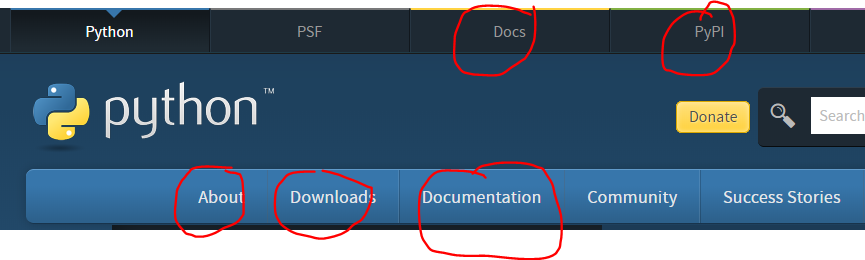 Python PSF Docs PyPI
python™
Donate Search
About Downloads Documentation Community Success Stories